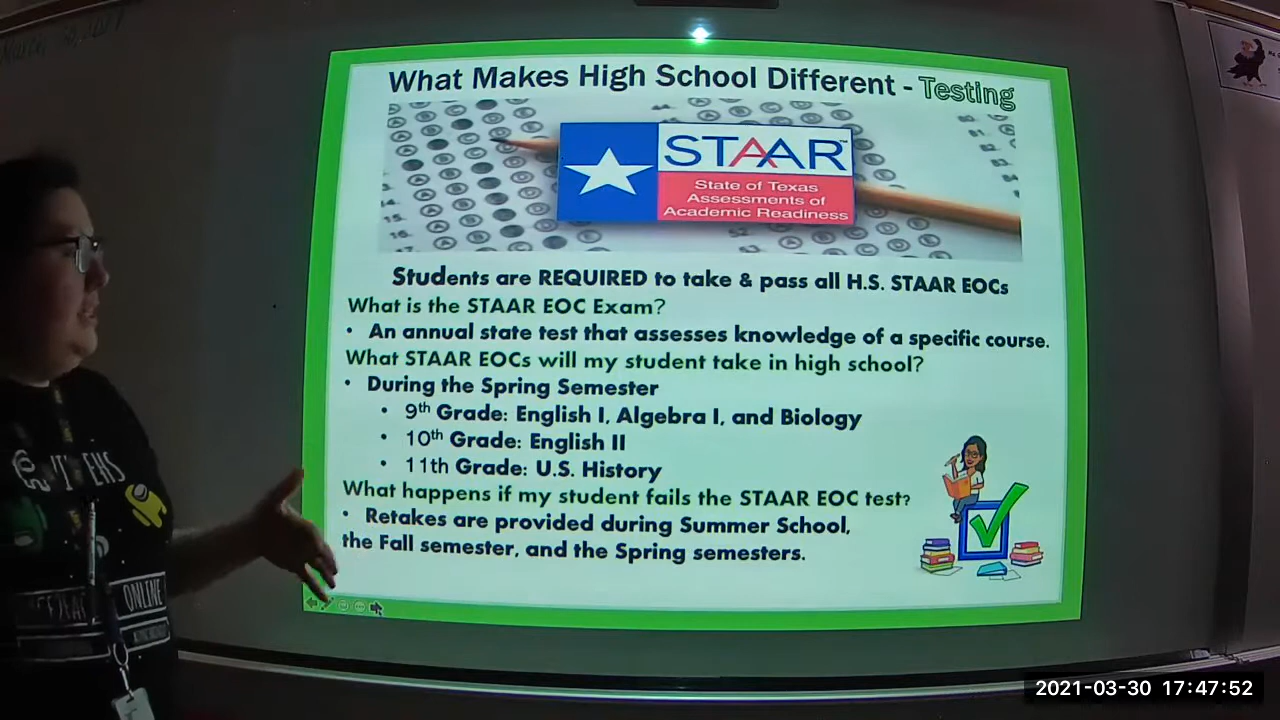 What Makes High School Different - Testing
STAAR™
State of Texas
Assessments of
Academic Readiness
Students are REQUIRED to take & pass all H.S. STAAR EOCs
What is the STAAR EOC Exam?
• An annual state test that assesses knowledge of a specific course.
What STAAR EOCs will my student take in high school?
• During the Spring Semester
• 9th Grade: English I, Algebra I, and Biology
• 10th Grade: English II
• 11th Grade: U.S. History
What happens if my student fails the STAAR EOC test?
• Retakes are provided during Summer School,
the Fall semester, and the Spring semesters.
ONLINE
2021-03-30 17:47:52